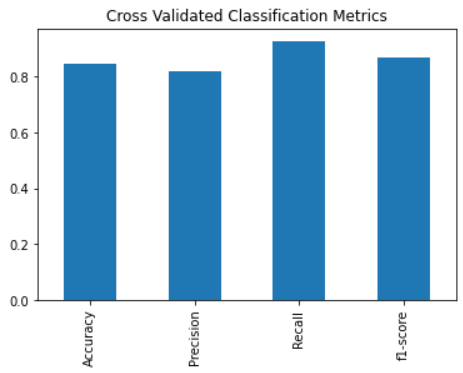 Cross Validated Classification Metrics
0.8
0.6
0.4
0.2
0.0
Accuracy
Precision
Recall
f1-score